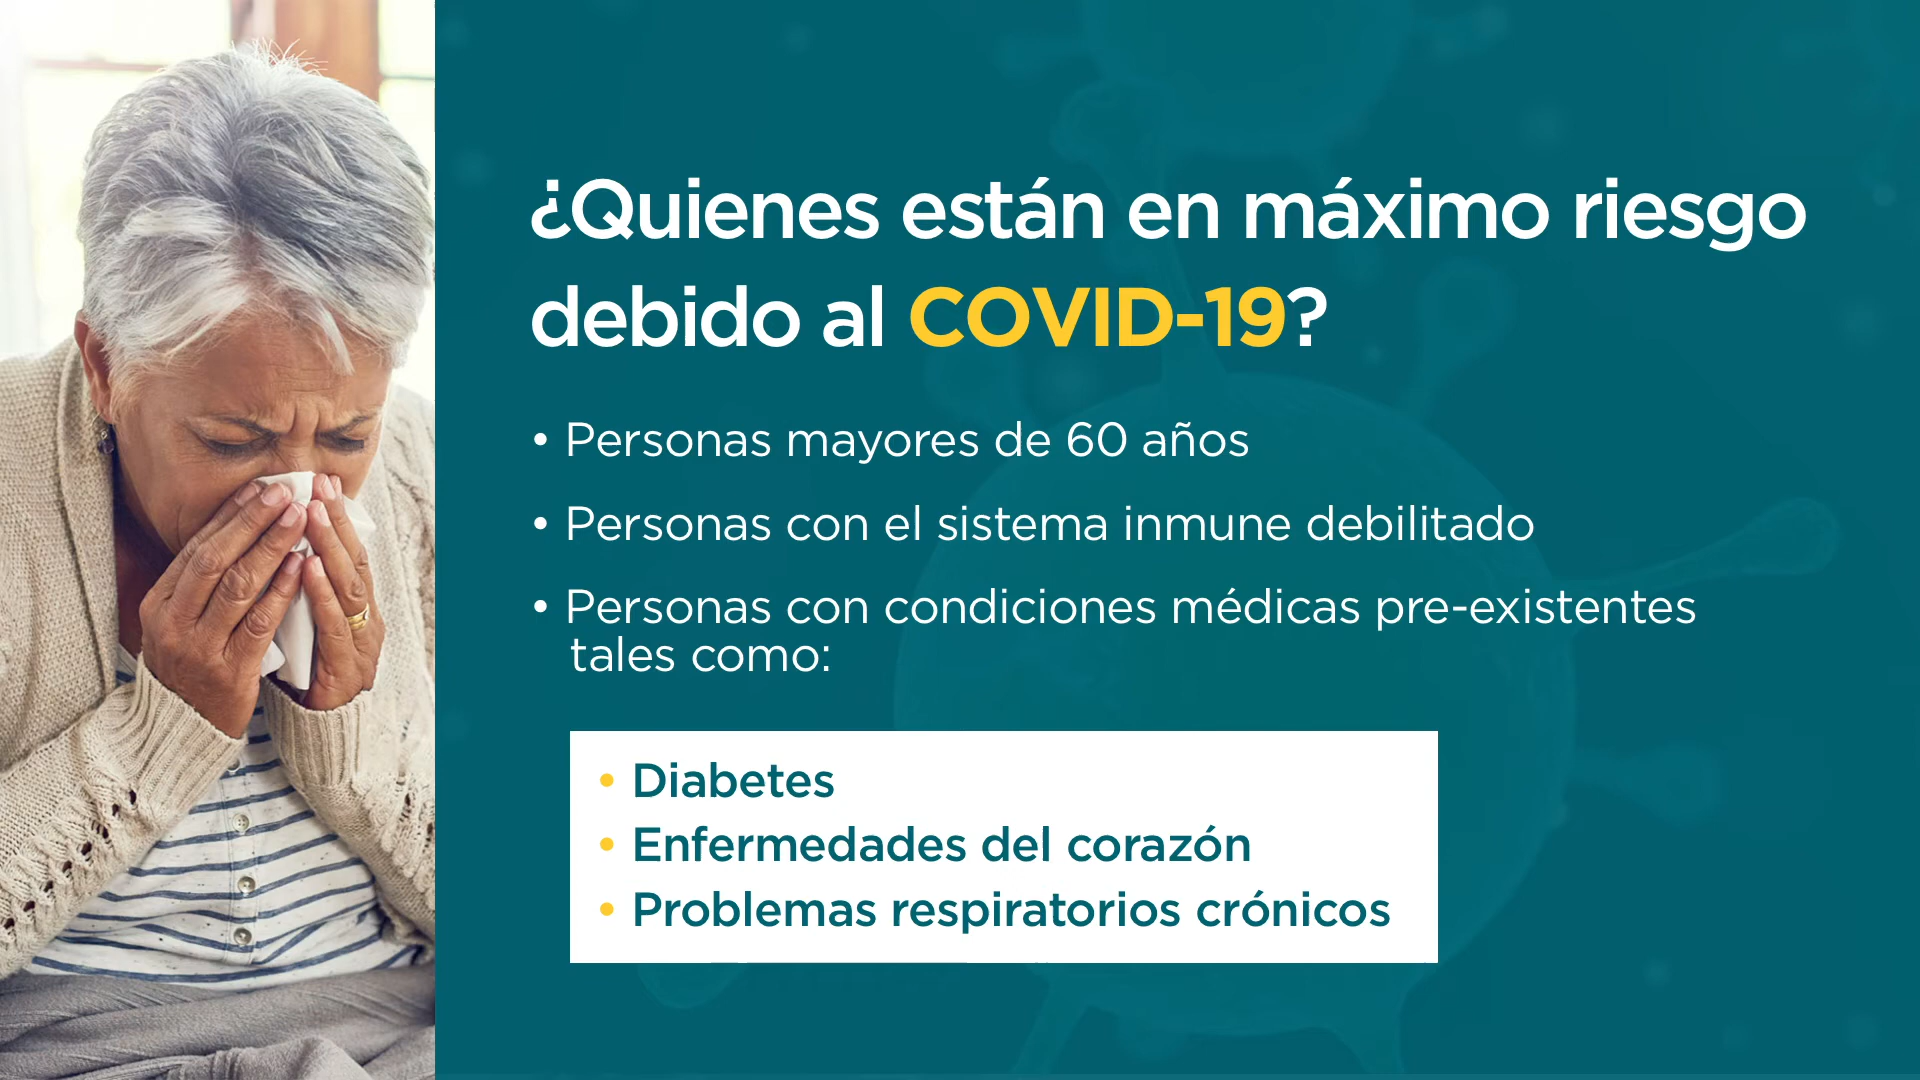 ¿Quienes están en máximo riesgo
debido al COVID-19?
• Personas mayores de 60 años
• Personas con el sistema inmune debilitado
• Personas con condiciones médicas pre-existentes
tales como:
• Diabetes
• Enfermedades del corazón
• Problemas respiratorios crónicos